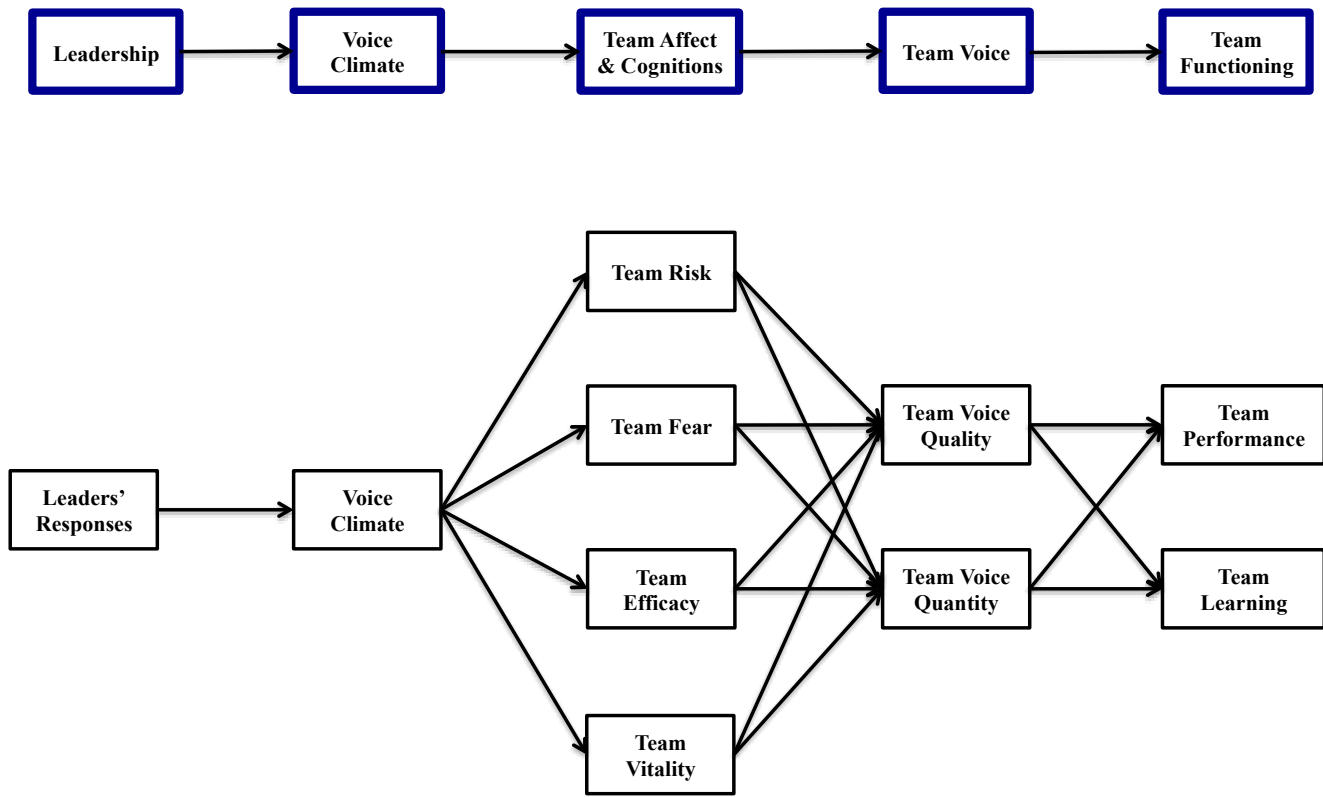 Leadership
Voice
Climate
Team Affect
& Cognitions
Team Voice
Team
Functioning
Leaders'
Responses
Voice
Climate
Team Risk
Team Fear
Team
Efficacy
Team
Vitality
Team Voice
Quality
Team Voice
Quantity
Team
Performance
Team
Learning